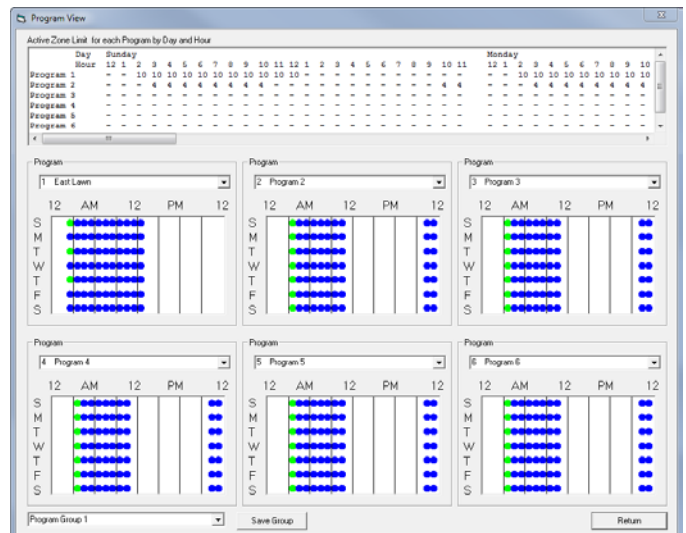 Program View
Active Zone Limit for each Program by Day and Hour
Day Sunday Monday
Hour 12 1 2 3 4 5 6 7 8 9 10 11 12 1 2 3 4 5 6 7 8 9 10 11 12 1 2 3 4 5 6 7 8 9 10
Program 1 - - 10 10 10 10 10 10 10 10 10 10 10 - - - - - - - - - - - - - 10 10 10 10 10 10 10 10 10
Program 2 - - - 4 4 4 4 4 4 4 4 - - - - - - - - - - - 4 4 - - - 4 4 4 4 4 4 4 4
Program 3 - - - - - - - - - - - - - - - - - - - - - - - - - - - - - - - - - - -
Program 4 - - - - - - - - - - - - - - - - - - - - - - - - - - - - - - - - - - -
Program 5 - - - - - - - - - - - - - - - - - - - - - - - - - - - - - - - - - - -
Program 6 - - - - - - - - - - - - - - - - - - - - - - - - - - - - - - - - - - -
Program
1 East Lawn
12 AM 12 PM 12
S
M
T
W
T
F
S
Program
2 Program 2
12 AM 12 PM 12
S
M
T
W
T
F
S
Program
3 Program 3
12 AM 12 PM 12
S
M
T
W
T
F
S
Program
4 Program 4
12 AM 12 PM 12
S
M
T
W
T
F
S
Program
5 Program 5
12 AM 12 PM 12
S
M
T
W
T
F
S
Program
6 Program 6
12 AM 12 PM 12
S
M
T
W
T
F
S
Program Group 1
Save Group
Return